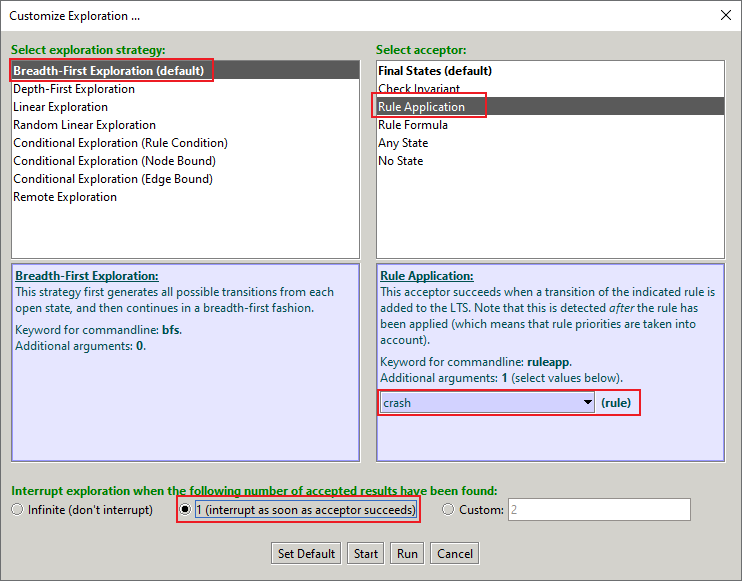 Customize Exploration ...
Select exploration strategy:
Breadth-First Exploration (default)
Depth-First Exploration
Linear Exploration
Random Linear Exploration
Conditional Exploration (Rule Condition)
Conditional Exploration (Node Bound)
Conditional Exploration (Edge Bound)
Remote Exploration
Select acceptor:
Final States (default)
Check Invariant
Rule Application
Rule Formula
Any State
No State
Breadth-First Exploration:
This strategy first generates all possible transitions from each
open state, and then continues in a breadth-first fashion.
Keyword for commandline: bfs.
Additional arguments: 0.
Rule Application:
This acceptor succeeds when a transition of the indicated rule is
added to the LTS. Note that this is detected after the rule has
been applied (which means that rule priorities are taken into
account).
Keyword for commandline: ruleapp.
Additional arguments: 1 (select values below).
crash (rule)
Interrupt exploration when the following number of accepted results have been found:
Infinite (don't interrupt) 1 (interrupt as soon as acceptor succeeds) Custom: 2
Set Default Start Run Cancel